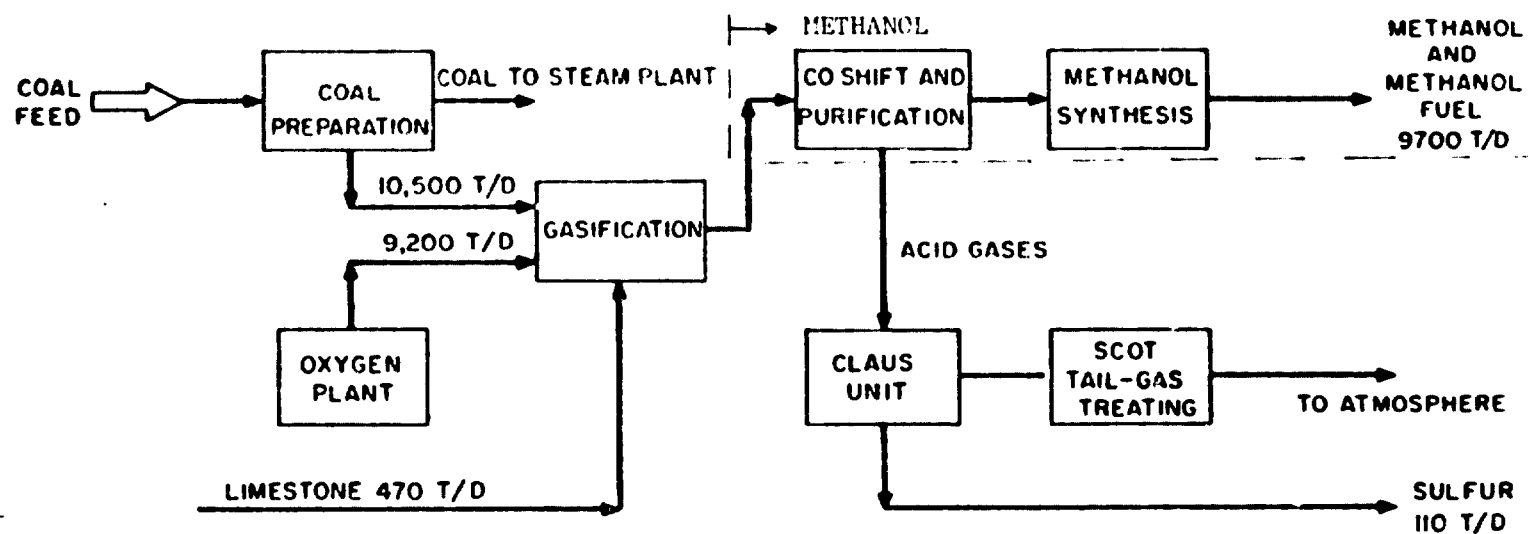 METHANOL
COAL
FEED
COAL
PREPARATION
COAL TO STEAM PLANT
CO SHIFT AND
PURIFICATION
METHANOL
SYNTHESIS
METHANOL
AND
METHANOL
FUEL
9700 T/D
10,500 T/D
9,200 T/D
GASIFICATION
ACID GASES
OXYGEN
PLANT
CLAUS
UNIT
SCOT
TAIL-GAS
TREATING
TO ATMOSPHERE
LIMESTONE 470 T/D
SULFUR
110 T/D